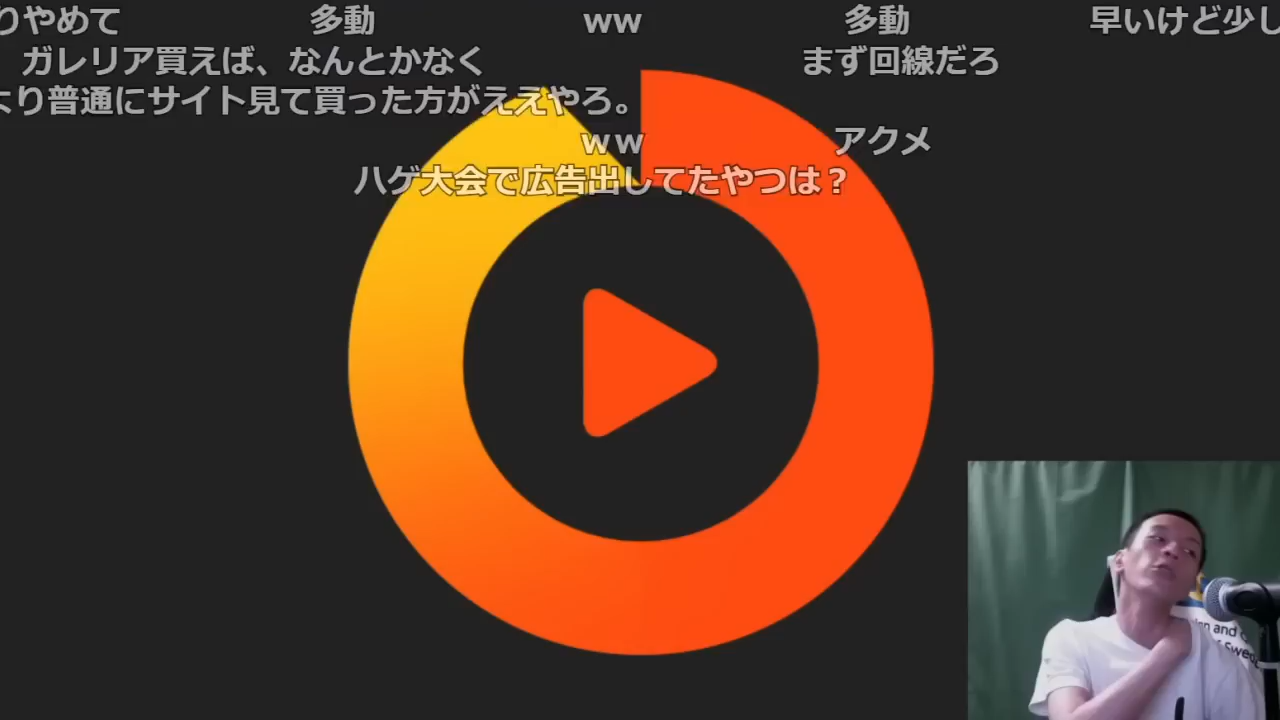 りやめて 多動 ww 多動 早いけど少し
ガレリア買えば、なんとかなく まず回線だろ
より普通にサイト見て買った方がええやろ。
ｗｗ アクメ
ハゲ大会で広告出してたやつは？
and
Swed